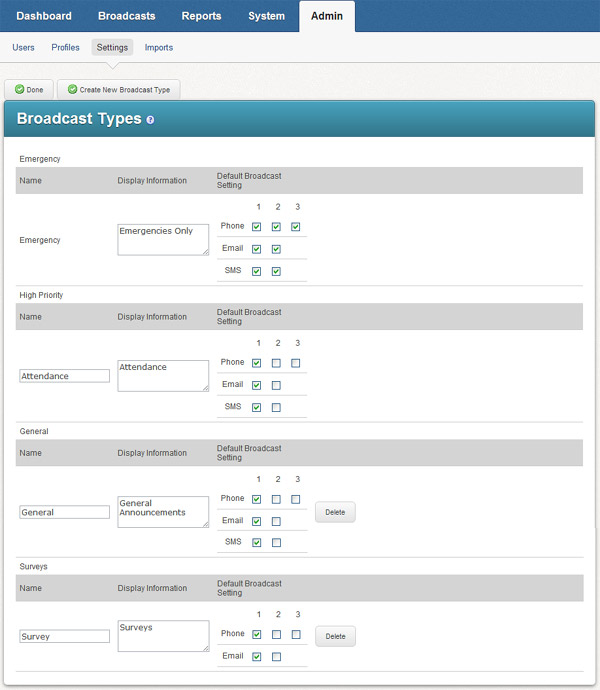 Dashboard Broadcasts Reports System Admin
Users Profiles Settings Imports
Done Create New Broadcast Type
Broadcast Types ?
Emergency
Name Display Information Default Broadcast
Setting
1 2 3
Emergency Emergencies Only Phone
Email
SMS
High Priority
Name Display Information Default Broadcast
Setting
1 2 3
Attendance Attendance Phone
Email
SMS
General
Name Display Information Default Broadcast
Setting
1 2 3
General General Phone
Announcements Email Delete
SMS
Surveys
Name Display Information Default Broadcast
Setting
1 2 3
Survey Surveys Phone Delete
Email